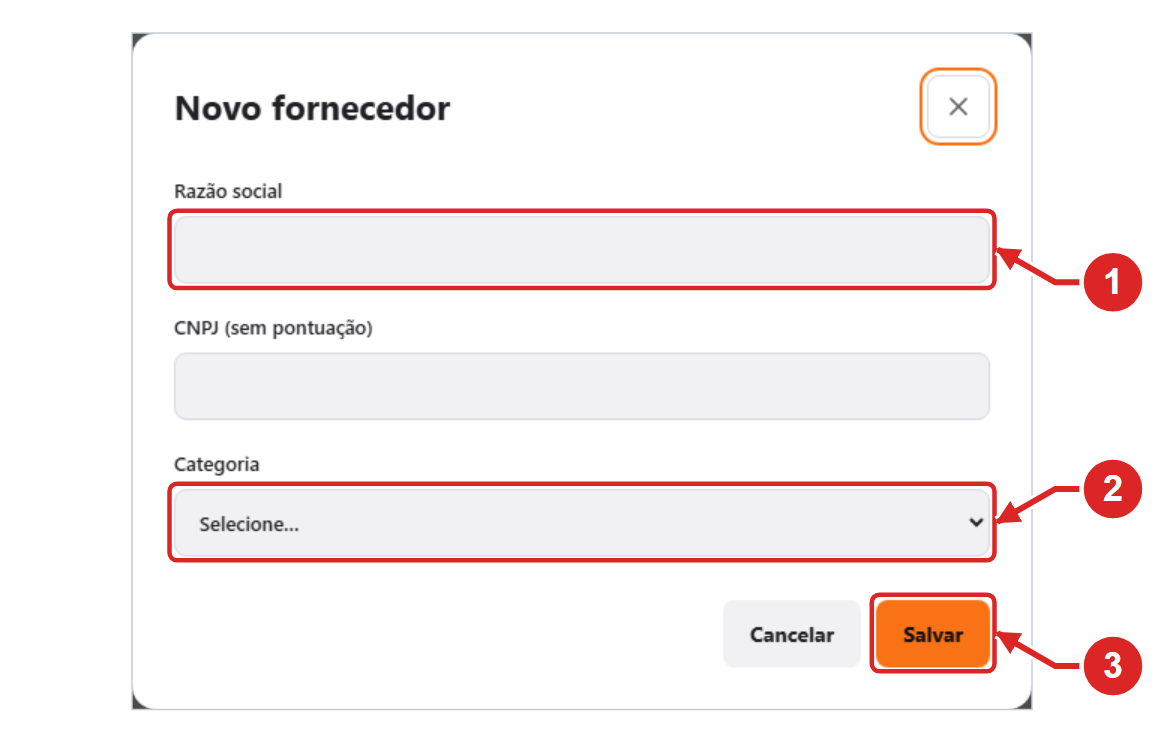 Novo fornecedor
Razão social
1
CNPJ (sem pontuação)
Categoria
Selecione...
2
Cancelar
Salvar
3